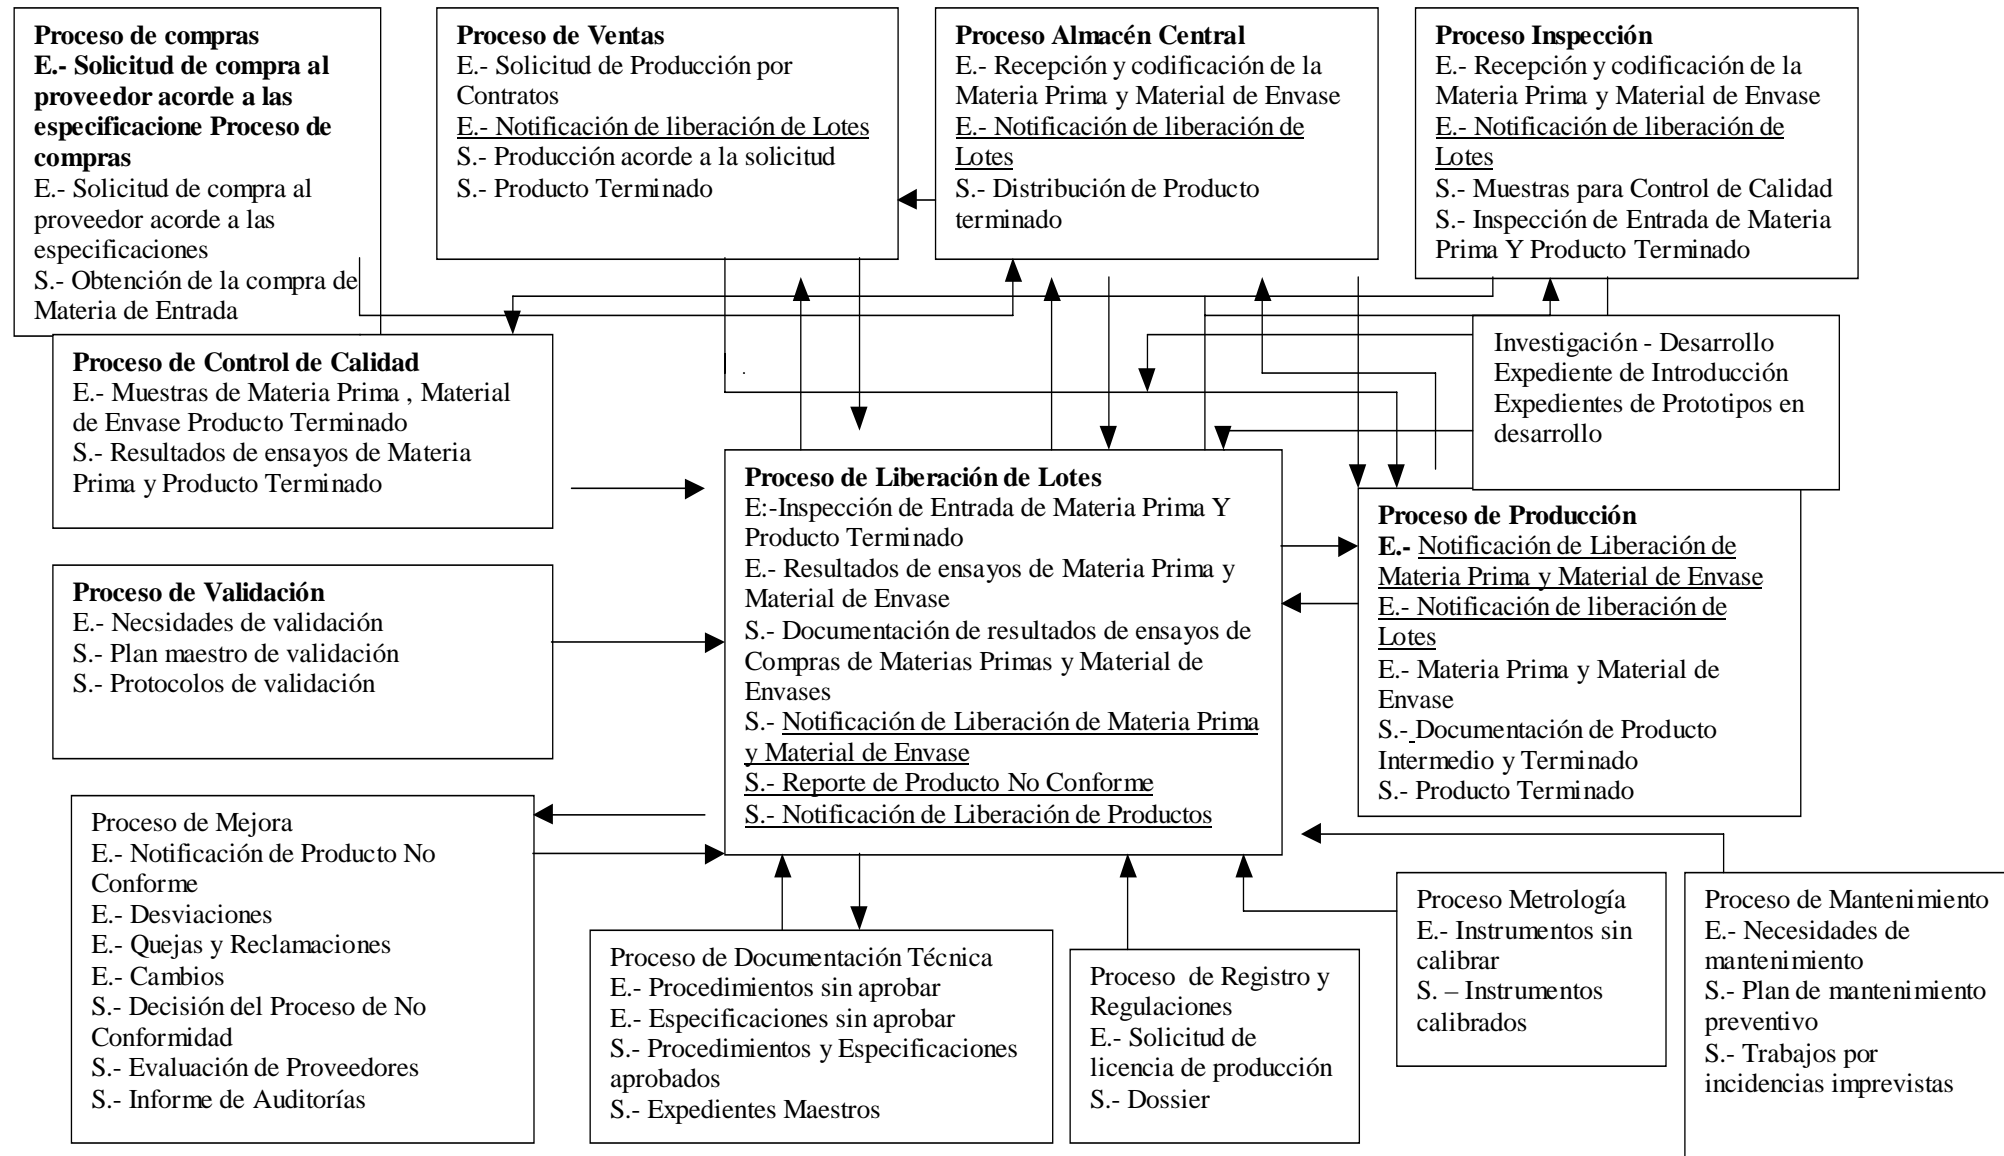 Proceso de compras
E.- Solicitud de compra al
proveedor acorde a las
especificacione Proceso de
compras
E.- Solicitud de compra al
proveedor acorde a las
especificaciones
S.- Obtención de la compra de
Materia de Entrada
Proceso de Ventas
E.- Solicitud de Producción por
Contratos
E.- Notificación de liberación de Lotes
S.- Producción acorde a la solicitud
S.- Producto Terminado
Proceso Almacén Central
E.- Recepción y codificación de la
Materia Prima y Material de Envase
E.- Notificación de liberación de
Lotes
S.- Distribución de Producto
terminado
Proceso Inspección
E.- Recepción y codificación de la
Materia Prima y Material de Envase
E.- Notificación de liberación de
Lotes
S.- Muestras para Control de Calidad
S.- Inspección de Entrada de Materia
Prima Y Producto Terminado
Proceso de Control de Calidad
E.- Muestras de Materia Prima , Material
de Envase Producto Terminado
S.- Resultados de ensayos de Materia
Prima y Producto Terminado
Investigación - Desarrollo
Expediente de Introducción
Expedientes de Prototipos en
desarrollo
Proceso de Liberación de Lotes
E:-Inspección de Entrada de Materia Prima Y
Producto Terminado
E.- Resultados de ensayos de Materia Prima y
Material de Envase
S.- Documentación de resultados de ensayos de
Compras de Materias Primas y Material de
Envases
S.- Notificación de Liberación de Materia Prima
y Material de Envase
S.- Reporte de Producto No Conforme
S.- Notificación de Liberación de Productos
Proceso de Producción
E.- Notificación de Liberación de
Materia Prima y Material de Envase
E.- Notificación de liberación de
Lotes
E.- Materia Prima y Material de
Envase
S.- Documentación de Producto
Intermedio y Terminado
S.- Producto Terminado
Proceso de Validación
E.- Necsidades de validación
S.- Plan maestro de validación
S.- Protocolos de validación
Proceso de Mejora
E.- Notificación de Producto No
Conforme
E.- Desviaciones
E.- Quejas y Reclamaciones
E.- Cambios
S.- Decisión del Proceso de No
Conformidad
S.- Evaluación de Proveedores
S.- Informe de Auditorías
Proceso de Documentación Técnica
E.- Procedimientos sin aprobar
E.- Especificaciones sin aprobar
S.- Procedimientos y Especificaciones
aprobados
S.- Expedientes Maestros
Proceso de Registro y
Regulaciones
E.- Solicitud de
licencia de producción
S.- Dossier
Proceso Metrología
E.- Instrumentos sin
calibrar
S. – Instrumentos
calibrados
Proceso de Mantenimiento
E.- Necesidades de
mantenimiento
S.- Plan de mantenimiento
preventivo
S.- Trabajos por
incidencias imprevistas